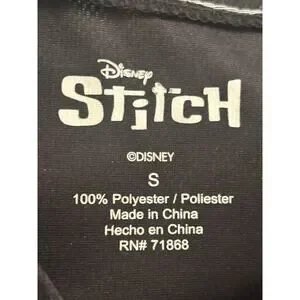 Disney
Stitch
©DISNEY
S
100% Polyester / Poliester
Made in China
Hecho en China
RN# 71868